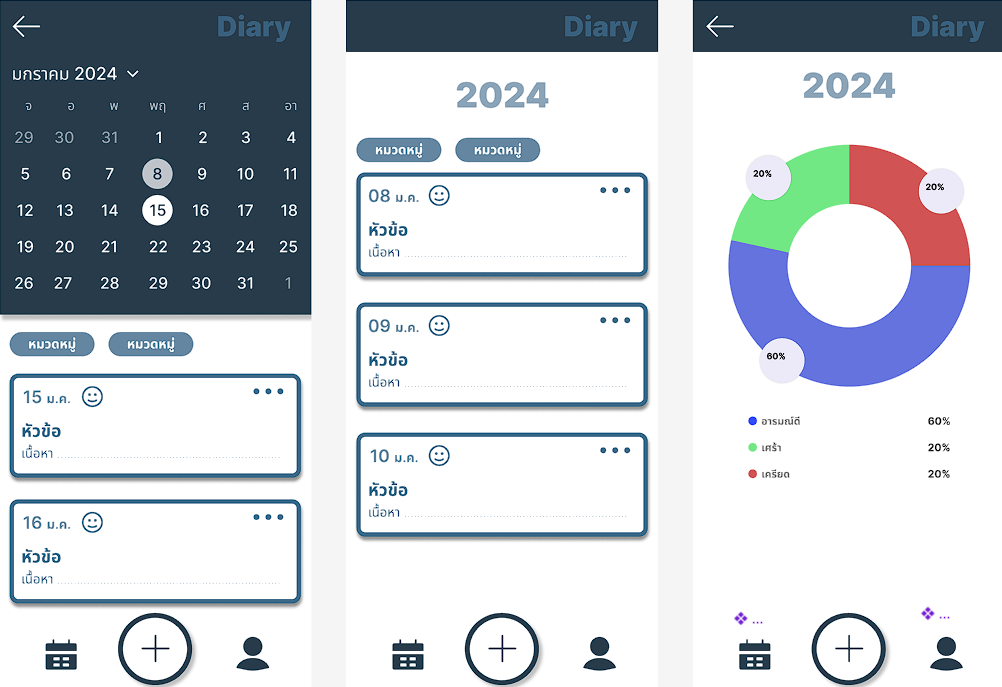 Diary
มกราคม 2024
จ อ พ พฤ ศ ส อา
29 30 31 1 2 3 4
5 6 7 8 9 10 11
12 13 14 15 16 17 18
19 20 21 22 23 24 25
26 27 28 29 30 31 1
หมวดหมู่ หมวดหมู่
15 ม.ค.
หัวข้อ
เนื้อหา
16 ม.ค.
หัวข้อ
เนื้อหา
Diary
2024
หมวดหมู่ หมวดหมู่
08 ม.ค.
หัวข้อ
เนื้อหา
09 ม.ค.
หัวข้อ
เนื้อหา
10 ม.ค.
หัวข้อ
เนื้อหา
Diary
2024
20%
20%
60%
อารมณ์ดี 60%
เศร้า 20%
เครียด 20%